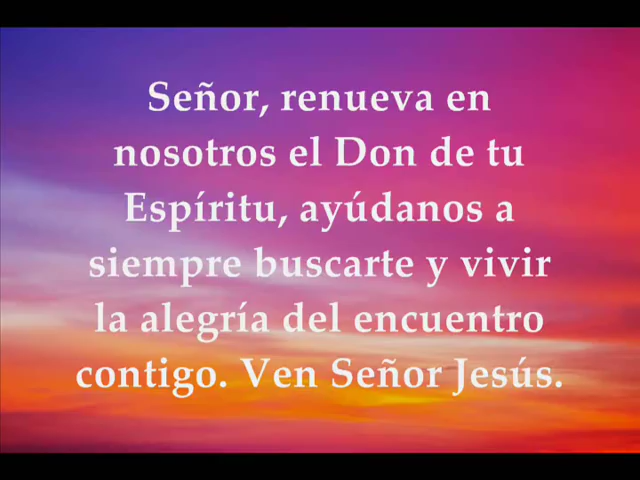 Señor, renueva en
nosotros el Don de tu
Espíritu, ayúdanos a
siempre buscarte y vivir
la alegría del encuentro
contigo. Ven Señor Jesús.